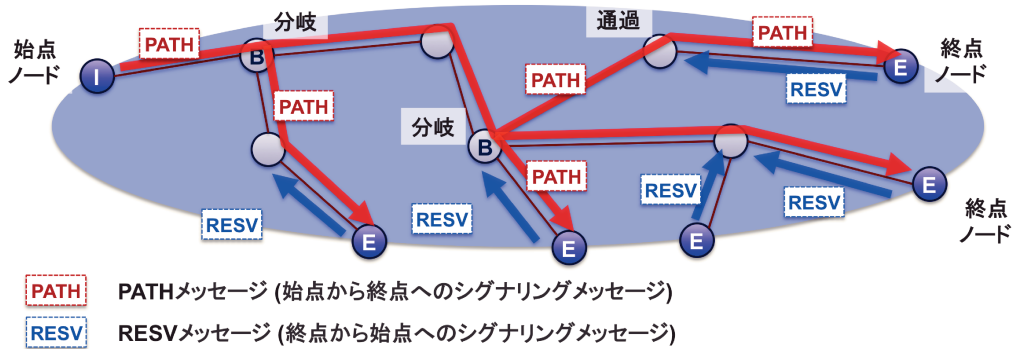 始点
ノード
I
PATH
分岐
B
PATH
RESV
E
分岐
B
PATH
RESV
E
通過
PATH
PATH
RESV
E
終点
ノード
RESV
E
RESV
E
終点
ノード
PATH
PATHメッセージ (始点から終点へのシグナリングメッセージ)
RESV
RESVメッセージ (終点から始点へのシグナリングメッセージ)